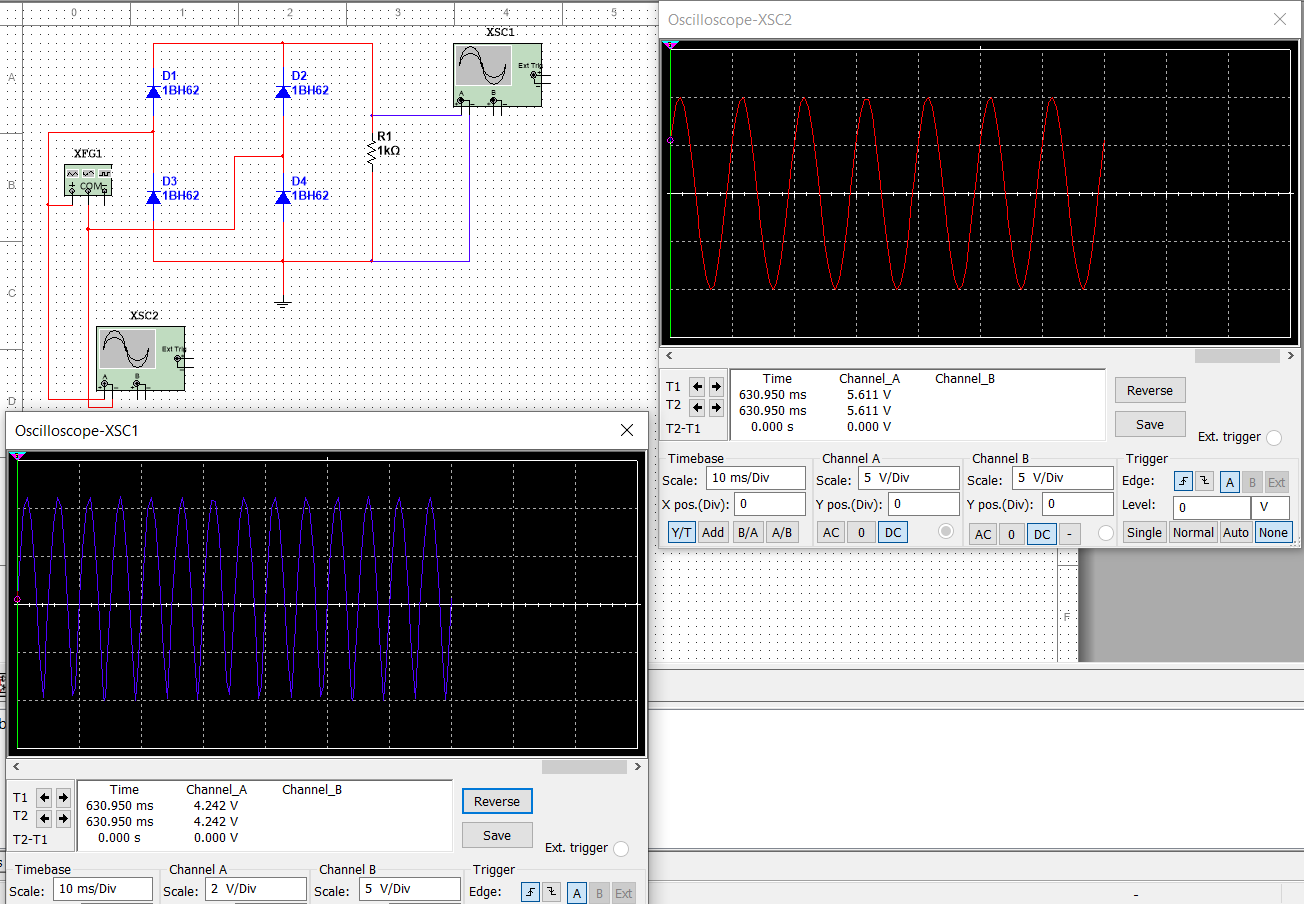 0 1 2 3 4 5
Oscilloscope-XSC2
XSC1
Ext Trig
A B
A
D1
1BH62
D2
1BH62
R1
1kΩ
XFG1
COM
B
D3
1BH62
D4
1BH62
C
XSC2
Ext Trig
A B
D
T1
T2
T2-T1
Time Channel_A Channel_B
630.950 ms 5.611 V
630.950 ms 5.611 V
0.000 s 0.000 V
Reverse
Save
Ext. trigger
Timebase
Scale: 10 ms/Div
X pos.(Div): 0
Y/T Add B/A A/B
Channel A
Scale: 5 V/Div
Y pos.(Div): 0
AC 0 DC
Channel B
Scale: 5 V/Div
Y pos.(Div): 0
AC 0 DC -
Trigger
Edge: A B Ext
Level: 0 V
Single Normal Auto None
F
Oscilloscope-XSC1
T1
T2
T2-T1
Time Channel_A Channel_B
630.950 ms 4.242 V
630.950 ms 4.242 V
0.000 s 0.000 V
Reverse
Save
Ext. trigger
Timebase
Scale: 10 ms/Div
Channel A
Scale: 2 V/Div
Channel B
Scale: 5 V/Div
Trigger
Edge: A B Ext